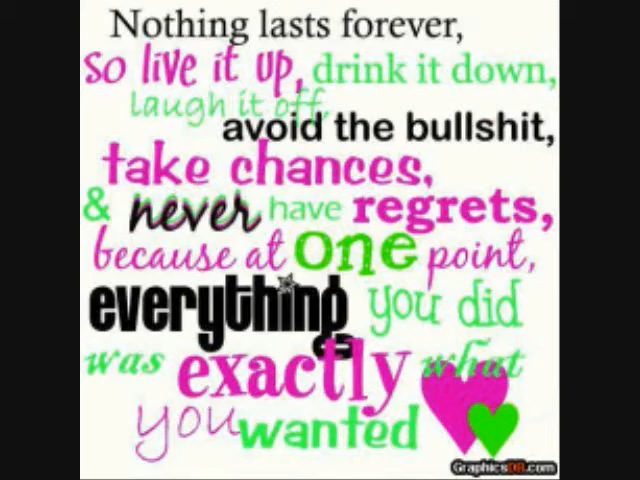 Nothing lasts forever,
so live it up, drink it down,
laugh it off,
avoid the bullshit,
take chances,
& never have regrets,
because at one point,
everything you did
was exactly what
you wanted
GraphicsDB.com